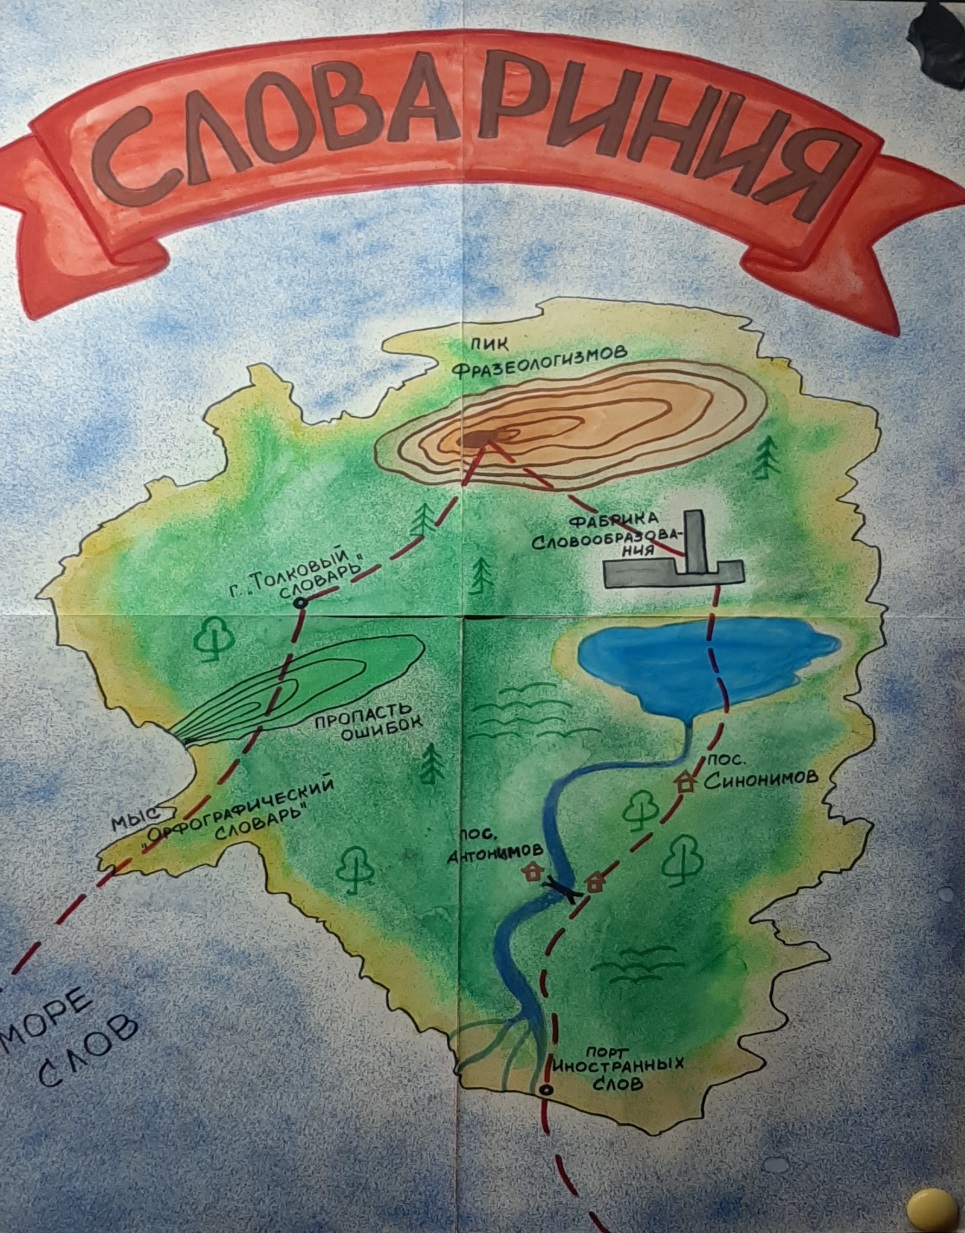 СЛОВАРИНИЯ
ПИК
ФРАЗЕОЛОГИЗМОВ
ФАБРИКА
СЛОВООБРАЗОВА-
НИЯ
Г. „ТОЛКОВЫЙ
СЛОВАРЬ"
ПРОПАСТЬ
ОШИБОК
ПОС.
СИНОНИМОВ
МЫС
„ОРФОГРАФИЧЕСКИЙ
СЛОВАРЬ"
ПОС.
АНТОНИМОВ
МОРЕ
СЛОВ
ПОРТ
ИНОСТРАННЫХ
СЛОВ